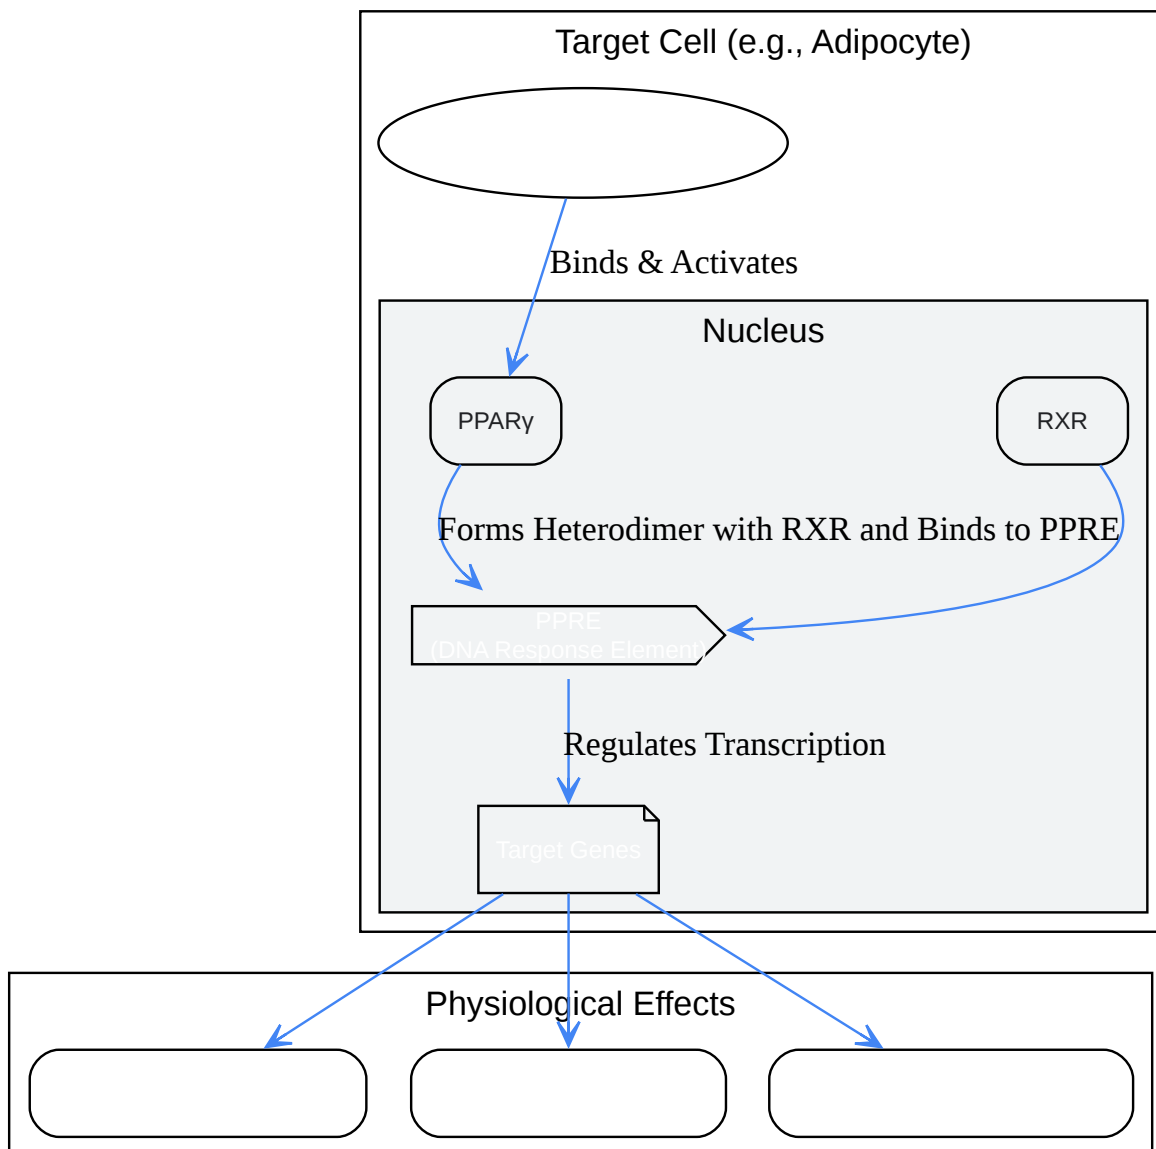 Target Cell (e.g., Adipocyte)
Binds & Activates
Nucleus
PPARγ
RXR
Forms Heterodimer with RXR and Binds to PPRE
PPRE
(DNA Response Element)
Regulates Transcription
Target Genes
Physiological Effects